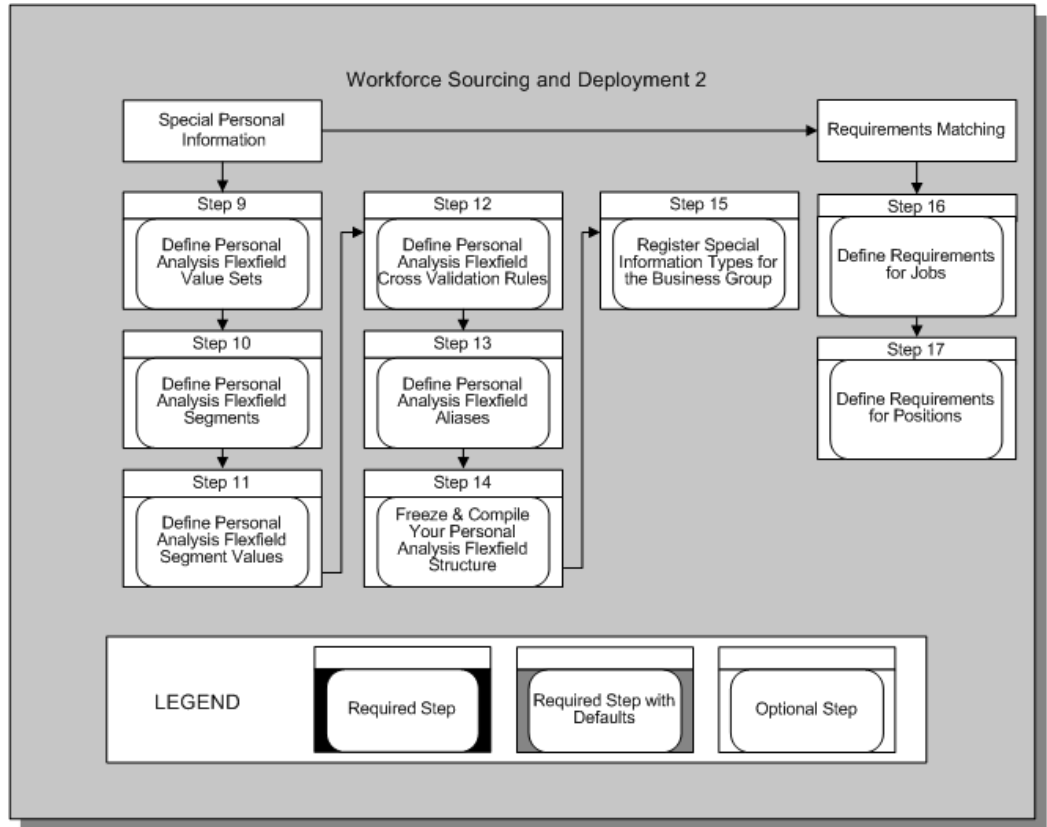 Workforce Sourcing and Deployment 2
Special Personal
Information
Requirements Matching
Step 9
Define Personal
Analysis Flexfield
Value Sets
Step 10
Define Personal
Analysis Flexfield
Segments
Step 11
Define Personal
Analysis Flexfield
Segment Values
Step 12
Define Personal
Analysis Flexfield
Cross Validation Rules
Step 13
Define Personal
Analysis Flexfield
Aliases
Step 14
Freeze & Compile
Your Personal
Analysis Flexfield
Structure
Step 15
Register Special
Information Types for
the Business Group
Step 16
Define Requirements
for Jobs
Step 17
Define Requirements
for Positions
LEGEND
Required Step
Required Step with
Defaults
Optional Step